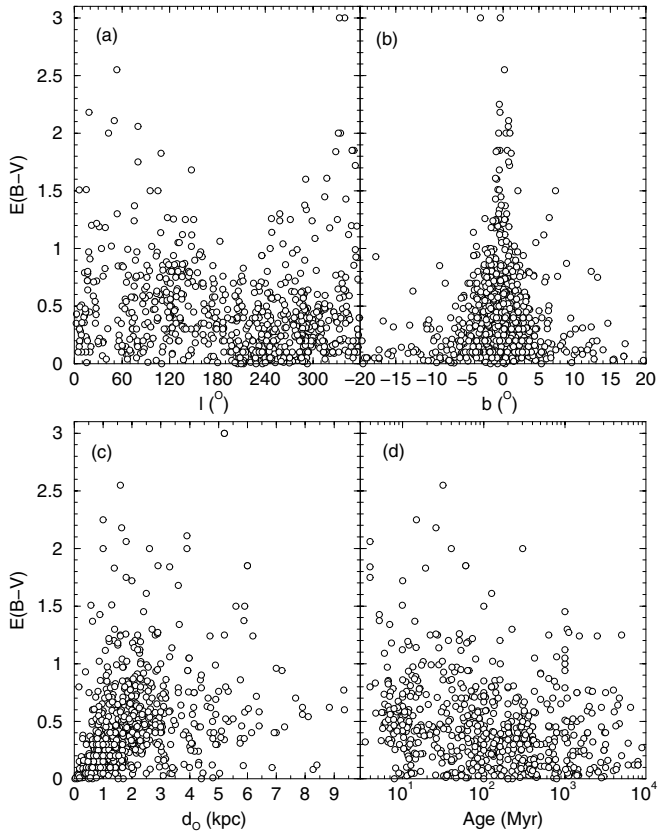 (a)
(b)
3
2.5
2
1.5
1
0.5
0
E(B−V)
0 60 120 180 240 300 −20 −15 −10 −5 0 5 10 15 20
l (°)
b (°)
(c)
(d)
3
2.5
2
1.5
1
0.5
0
E(B−V)
0 1 2 3 4 5 6 7 8 9
10¹ 10² 10³ 10⁴
d_O (kpc)
Age (Myr)